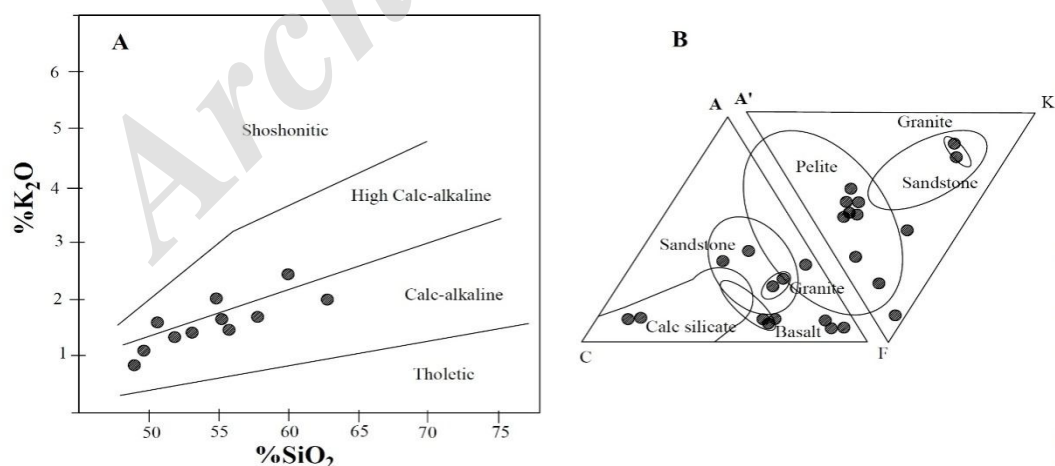 Arch
A
%K2O
6
5
4
3
2
1
Shoshonitic
High Calc-alkaline
Calc-alkaline
Tholetic
50
55
60
65
70
75
%SiO2
B
A
A'
K
Granite
Pelite
Sandstone
Sandstone
Granite
Calc silicate
Basalt
C
F